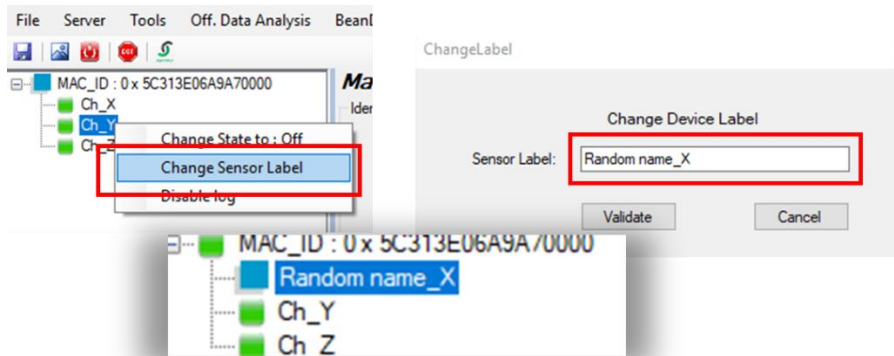 File Server Tools Off. Data Analysis
MAC_ID : 0 x 5C313E06A9A70000
Ch_X
Ch_Y
Ch_Z
Change State to : Off
Change Sensor Label
Disable log
ChangeLabel
Change Device Label
Sensor Label: Random name_X
Validate Cancel
MAC_ID : 0 x 5C313E06A9A70000
Random name_X
Ch_Y
Ch_Z